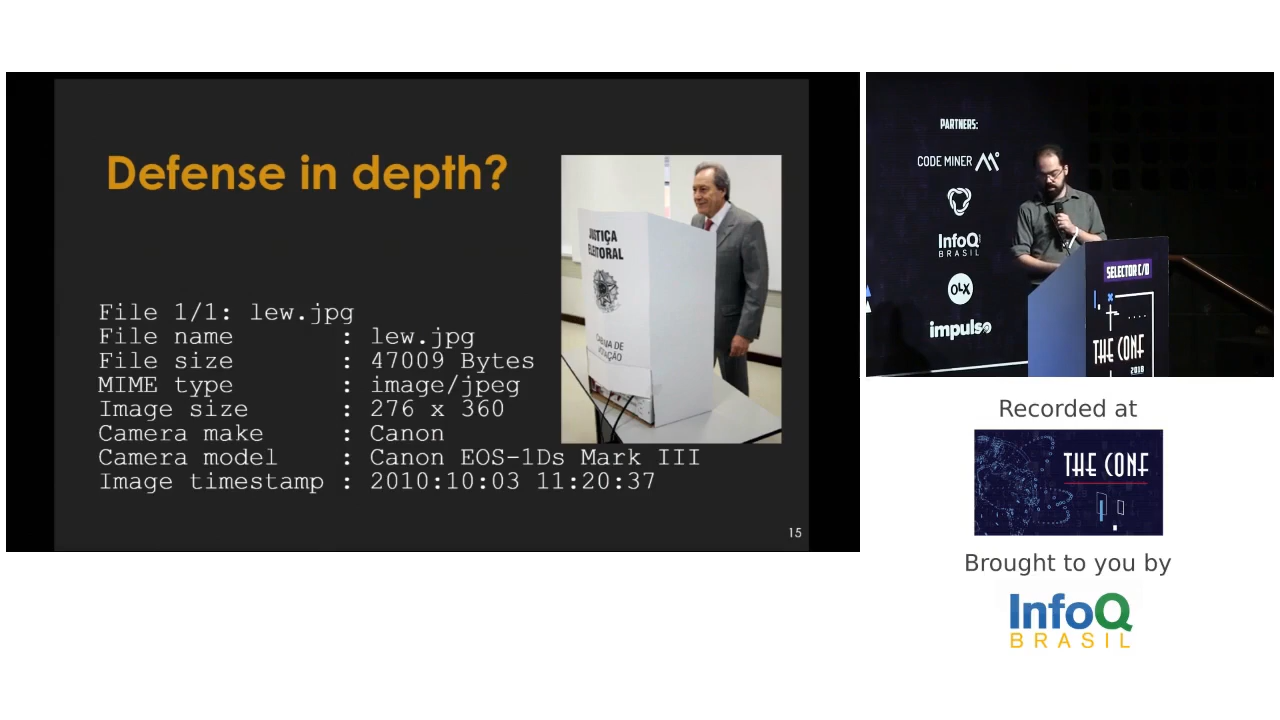 Defense in depth?
JUSTIÇA
ELEITORAL
CABINA DE
VOTAÇÃO
File 1/1: lew.jpg
File name : lew.jpg
File size : 47009 Bytes
MIME type : image/jpeg
Image size : 276 x 360
Camera make : Canon
Camera model : Canon EOS-1Ds Mark III
Image timestamp : 2010:10:03 11:20:37
15
PARTNERS:
CODE MINER
InfoQ
BRASIL
OLX
impulso
SELECTOR C/D
THE CONF
2018
Recorded at
THE CONF
Brought to you by
InfoQ
BRASIL